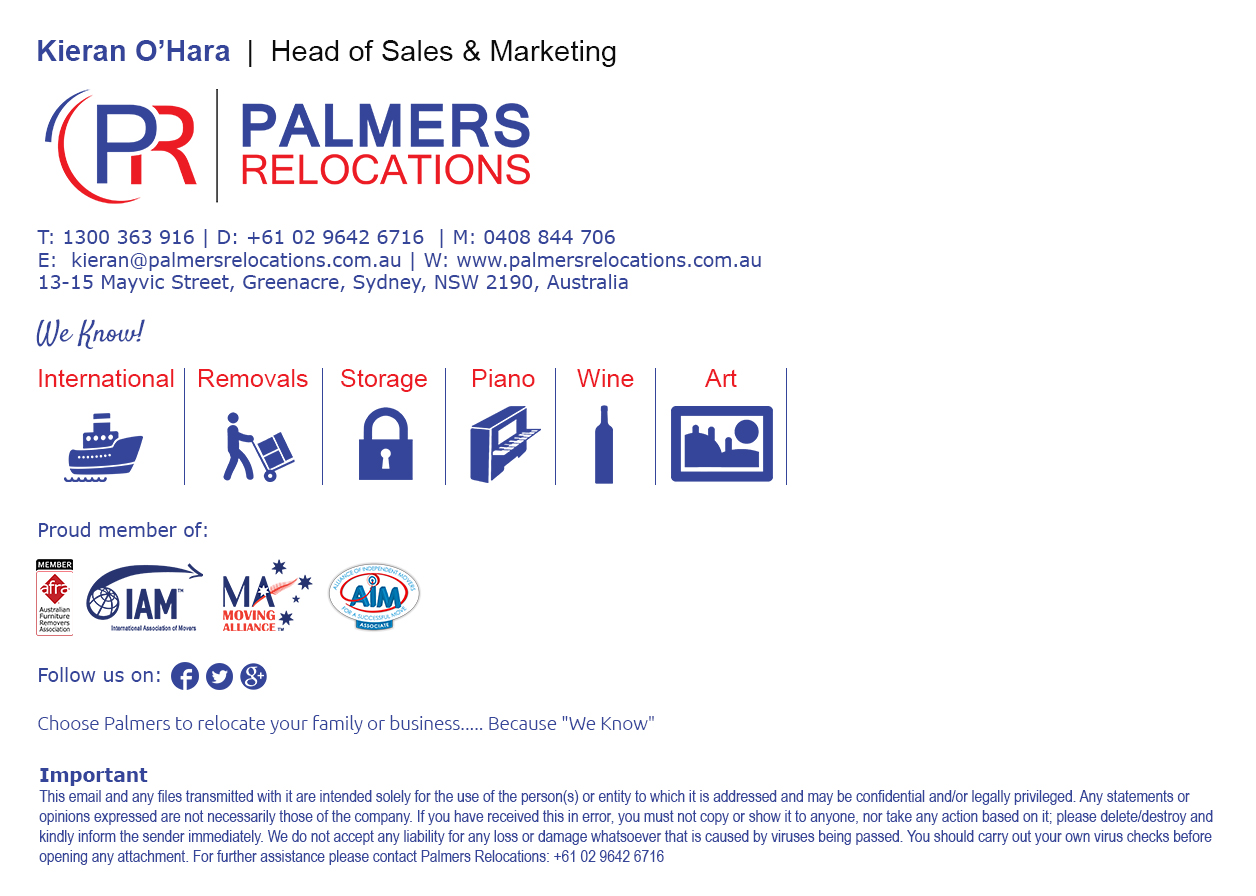 Kieran O’Hara | Head of Sales & Marketing
PR
PALMERS
RELOCATIONS
T: 1300 363 916 | D: +61 02 9642 6716 | M: 0408 844 706
E: kieran@palmersrelocations.com.au | W: www.palmersrelocations.com.au
13-15 Mayvic Street, Greenacre, Sydney, NSW 2190, Australia
We Know!
International Removals Storage Piano Wine Art
Proud member of:
MEMBER
afra
Australian
Furniture
Removers
Association
IAM™
International Association of Movers
MA
MOVING
ALLIANCE™
ALLIANCE OF INDEPENDENT MOVERS
AIM
FOR A SUCCESSFUL MOVE
ASSOCIATE
Follow us on: f g+
Choose Palmers to relocate your family or business..... Because "We Know"
Important
This email and any files transmitted with it are intended solely for the use of the person(s) or entity to which it is addressed and may be confidential and/or legally privileged. Any statements or
opinions expressed are not necessarily those of the company. If you have received this in error, you must not copy or show it to anyone, nor take any action based on it; please delete/destroy and
kindly inform the sender immediately. We do not accept any liability for any loss or damage whatsoever that is caused by viruses being passed. You should carry out your own virus checks before
opening any attachment. For further assistance please contact Palmers Relocations: +61 02 9642 6716